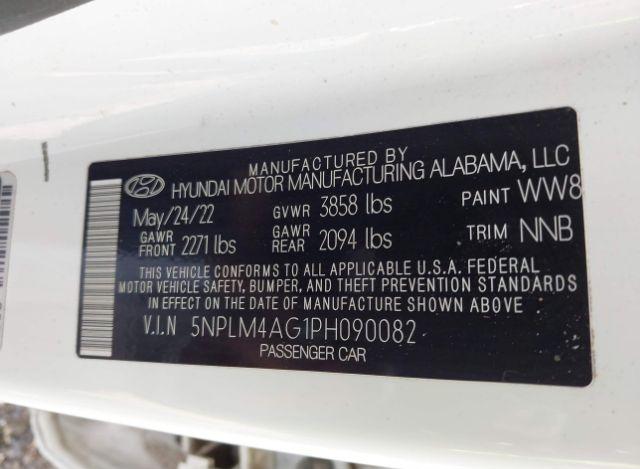 MANUFACTURED BY
HYUNDAI MOTOR MANUFACTURING ALABAMA, LLC
May/24/22 GVWR 3858 lbs PAINT WW8
GAWR FRONT 2271 lbs GAWR REAR 2094 lbs TRIM NNB
THIS VEHICLE CONFORMS TO ALL APPLICABLE U.S.A. FEDERAL
MOTOR VEHICLE SAFETY, BUMPER, AND THEFT PREVENTION STANDARDS
IN EFFECT ON THE DATE OF MANUFACTURE SHOWN ABOVE.
V.I.N 5NPLM4AG1PH090082
PASSENGER CAR